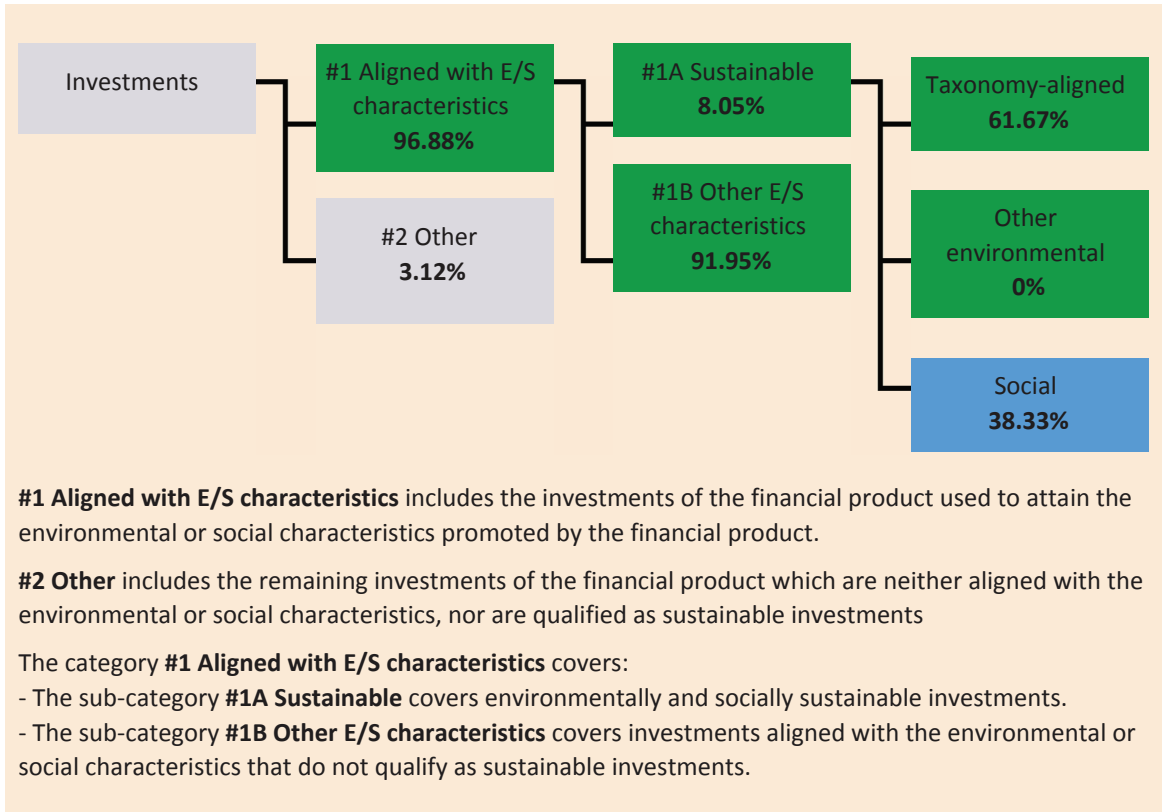 Investments
#1 Aligned with E/S
characteristics
96.88%
#2 Other
3.12%
#1A Sustainable
8.05%
#1B Other E/S
characteristics
91.95%
Taxonomy-aligned
61.67%
Other
environmental
0%
Social
38.33%
#1 Aligned with E/S characteristics includes the investments of the financial product used to attain the
environmental or social characteristics promoted by the financial product.
#2 Other includes the remaining investments of the financial product which are neither aligned with the
environmental or social characteristics, nor are qualified as sustainable investments
The category #1 Aligned with E/S characteristics covers:
- The sub-category #1A Sustainable covers environmentally and socially sustainable investments.
- The sub-category #1B Other E/S characteristics covers investments aligned with the environmental or
social characteristics that do not qualify as sustainable investments.